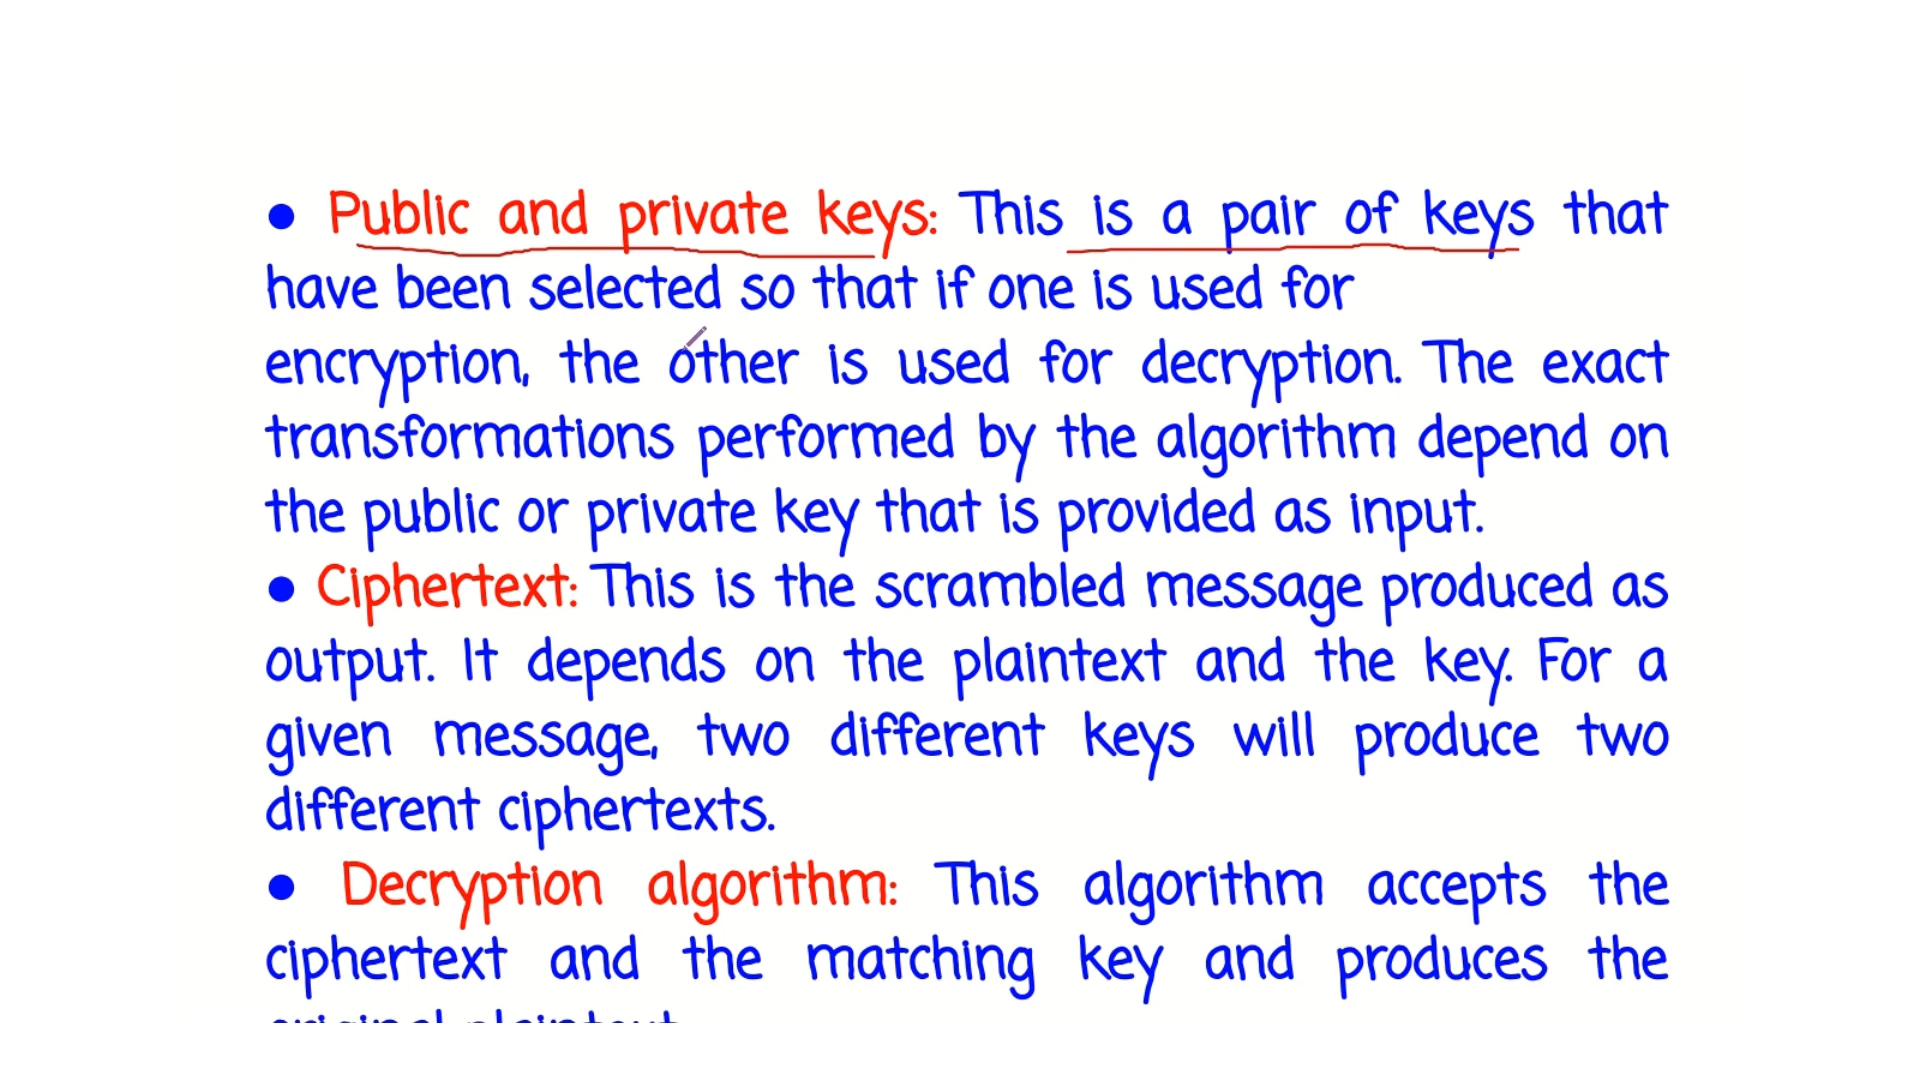 ● Public and private keys: This is a pair of keys that
have been selected so that if one is used for
encryption, the other is used for decryption. The exact
transformations performed by the algorithm depend on
the public or private key that is provided as input.
● Ciphertext: This is the scrambled message produced as
output. It depends on the plaintext and the key. For a
given message, two different keys will produce two
different ciphertexts.
● Decryption algorithm: This algorithm accepts the
ciphertext and the matching key and produces the
original plaintext